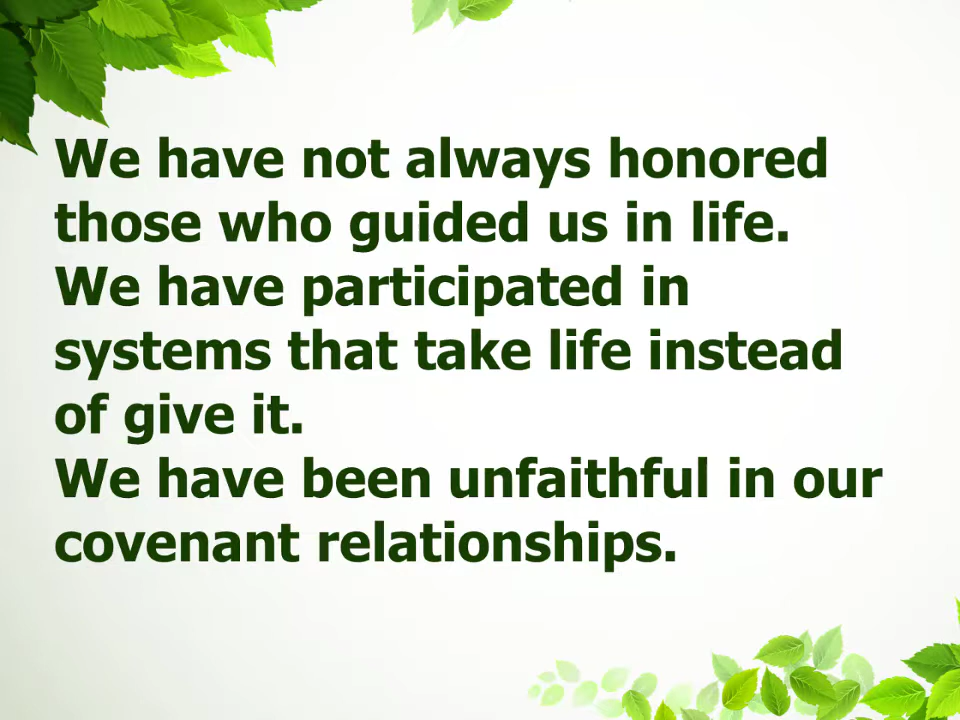 We have not always honored
those who guided us in life.
We have participated in
systems that take life instead
of give it.
We have been unfaithful in our
covenant relationships.